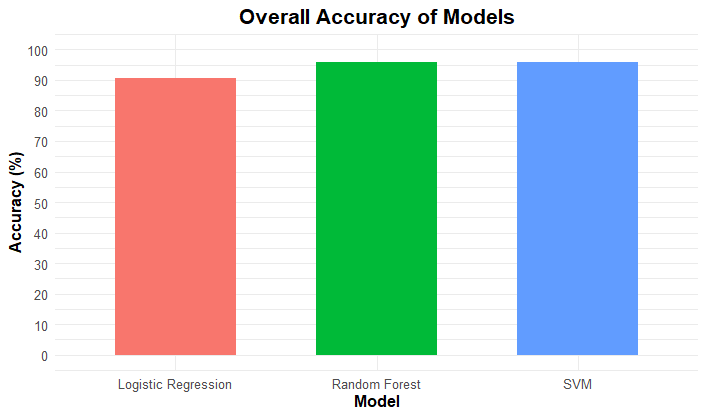 Overall Accuracy of Models
Accuracy (%)
100
90
80
70
60
50
40
30
20
10
0
Logistic Regression
Random Forest
SVM
Model